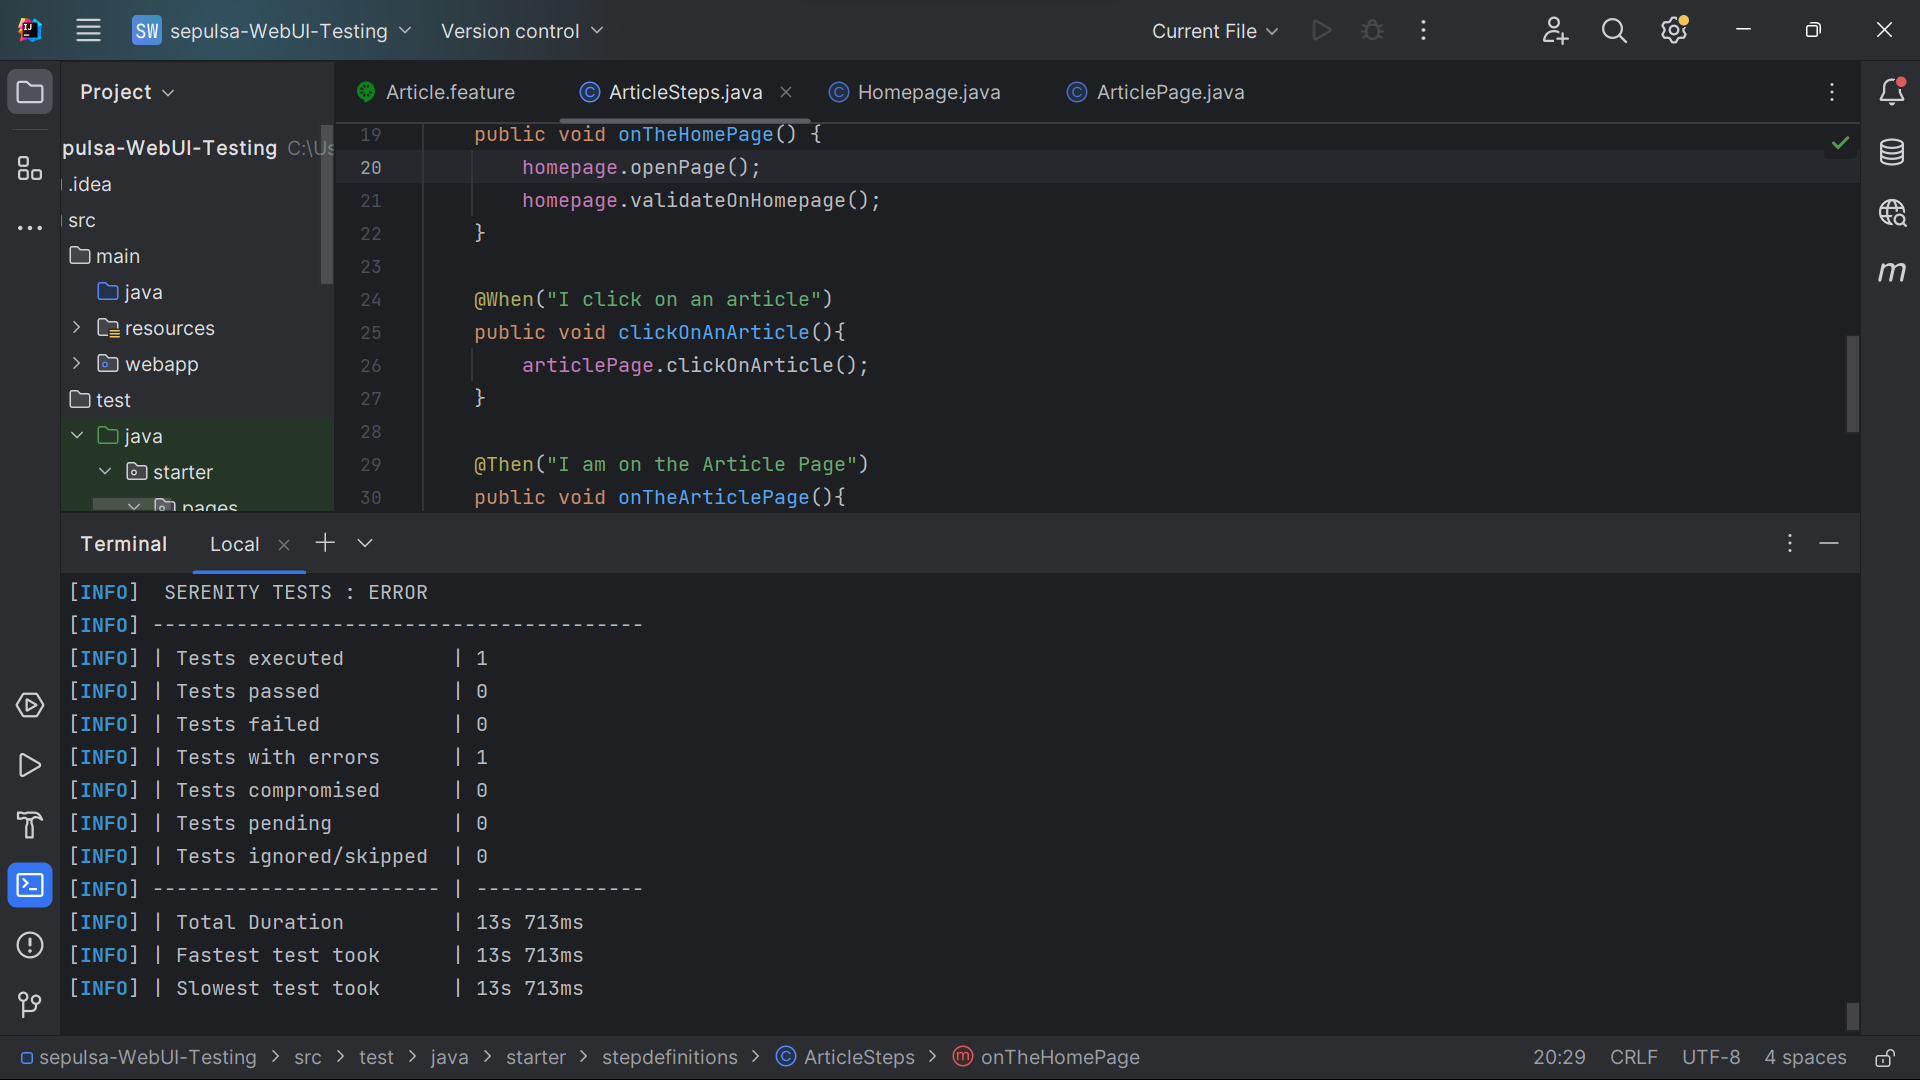 SW sepulsa-WebUI-Testing
Version control
Current File
Project
pulsa-WebUI-Testing C:\Us
.idea
src
main
java
resources
webapp
test
java
starter
pages
Article.feature
ArticleSteps.java
Homepage.java
ArticlePage.java
19 public void onTheHomePage() {
20 homepage.openPage();
21 homepage.validateOnHomepage();
22 }
23
24 @When("I click on an article")
25 public void clickOnAnArticle(){
26 articlePage.clickOnArticle();
27 }
28
29 @Then("I am on the Article Page")
30 public void onTheArticlePage(){
m
Terminal
Local
[INFO]  SERENITY TESTS : ERROR
[INFO] -----------------------------------------
[INFO] | Tests executed         | 1
[INFO] | Tests passed           | 0
[INFO] | Tests failed           | 0
[INFO] | Tests with errors      | 1
[INFO] | Tests compromised      | 0
[INFO] | Tests pending          | 0
[INFO] | Tests ignored/skipped  | 0
[INFO] ------------------------ | --------------
[INFO] | Total Duration         | 13s 713ms
[INFO] | Fastest test took      | 13s 713ms
[INFO] | Slowest test took      | 13s 713ms
sepulsa-WebUI-Testing > src > test > java > starter > stepdefinitions > C ArticleSteps > m onTheHomePage
20:29 CRLF UTF-8 4 spaces